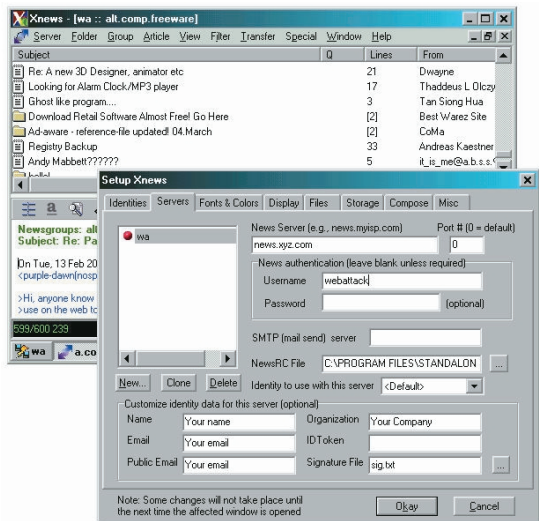 Xnews - [wa :: alt.comp.freeware]
Server Folder Group Article View Filter Transfer Special Window Help
Subject Q Lines From
Re: A new 3D Designer, animator etc 21 Dwayne
Looking for Alarm Clock/MP3 player 17 Thaddeus L Olczy
Ghost like program.... 3 Tan Siong Hua
Download Retail Software Almost Free! Go Here [2] Best Warez Site
Ad-aware - reference-file updated! 04.March [2] CoMa
Registry Backup 33 Andreas Kaestner
Andy Mabbett?????? 5 it_is_me@a.b.s.s.
Setup Xnews
Identities Servers Fonts & Colors Display Files Storage Compose Misc
wa
News Server (e.g., news.myisp.com) Port # (0 = default)
news.xyz.com 0
News authentication (leave blank unless required)
Username webattack
Password (optional)
SMTP (mail send) server
NewsRC File C:\PROGRAM FILES\STANDALON ...
New... Clone Delete Identity to use with this server <Default>
Customize identity data for this server (optional)
Name Your name Organization Your Company
Email Your email IDToken
Public Email Your email Signature File sig.txt ...
Note: Some changes will not take place until
the next time the affected window is opened
Okay Cancel
Newsgroups: alt
Subject: Re: Pa
On Tue, 13 Feb 20
<purple-dawn(nosp
>Hi, anyone know
>use on the web to
599/600 239
wa a.co